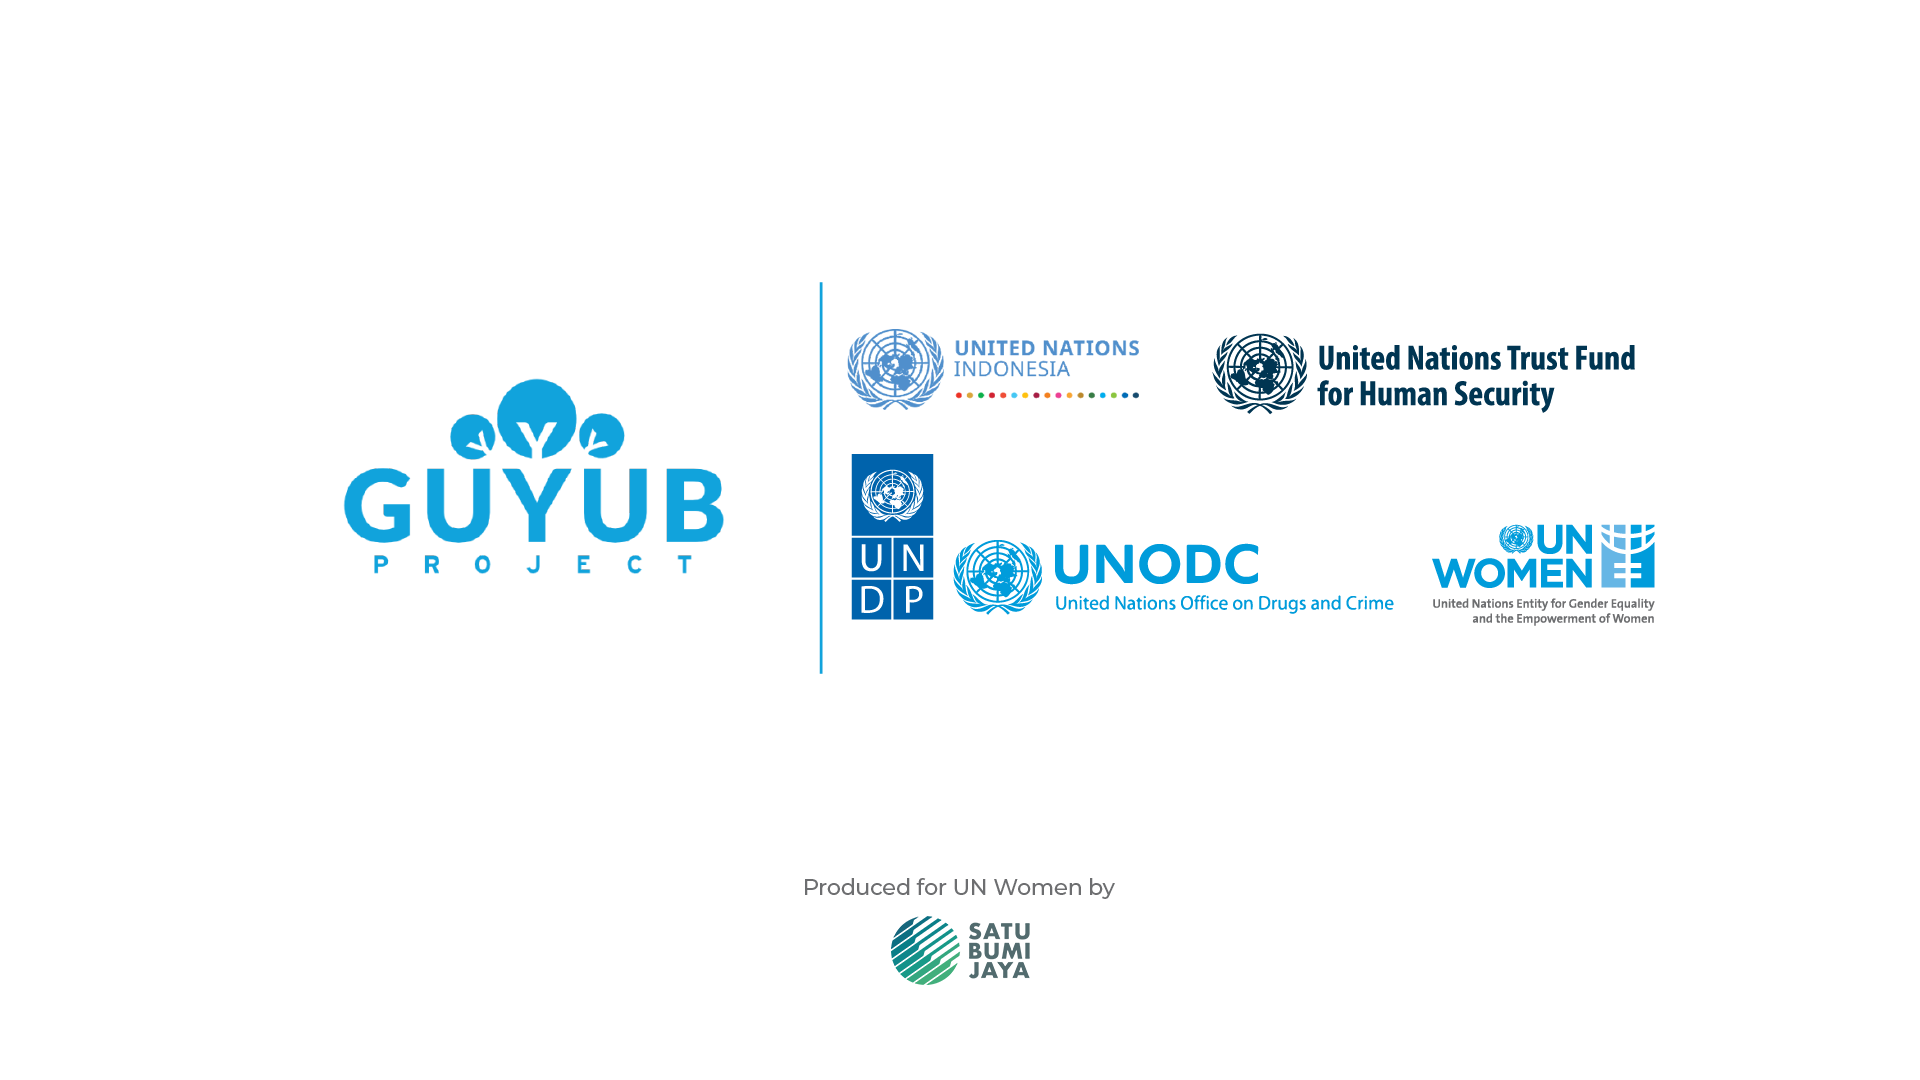 GUYUB
PROJECT
UNITED NATIONS
INDONESIA
United Nations Trust Fund
for Human Security
U N
D P
UNODC
United Nations Office on Drugs and Crime
UN
WOMEN
United Nations Entity for Gender Equality
and the Empowerment of Women
Produced for UN Women by
SATU
BUMI
JAYA